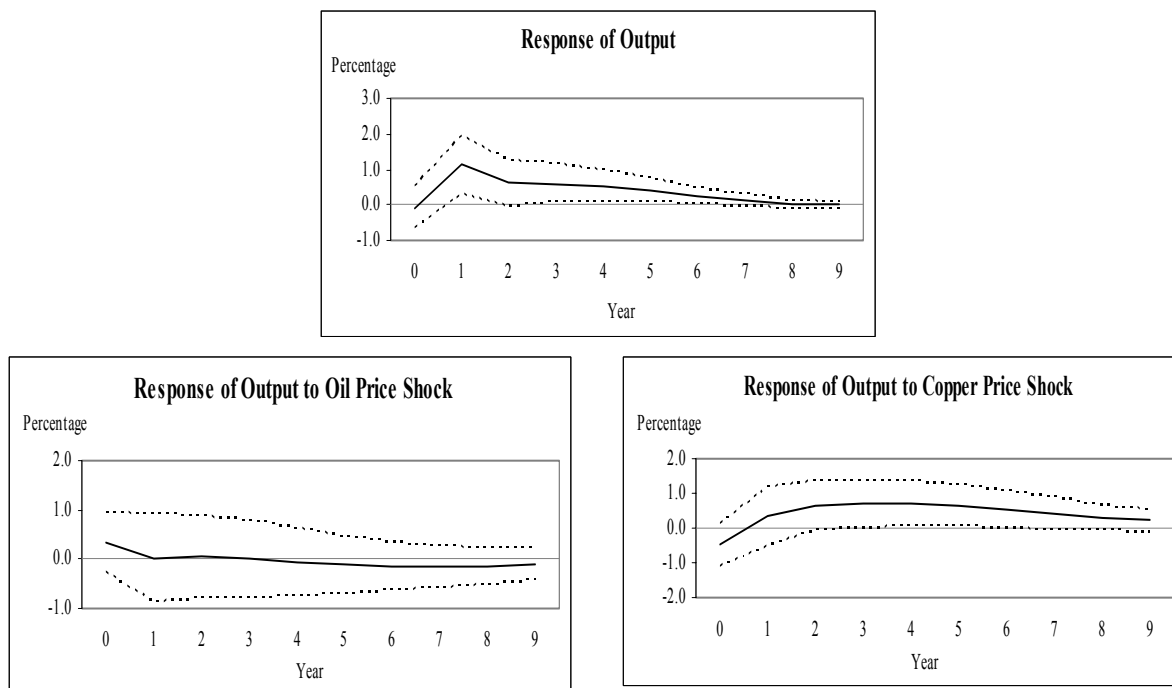 Response of Output
Percentage
3.0
2.0
1.0
0.0
-1.0
0 1 2 3 4 5 6 7 8 9
Year
Response of Output to Oil Price Shock
Percentage
2.0
1.0
0.0
-1.0
0 1 2 3 4 5 6 7 8 9
Year
Response of Output to Copper Price Shock
Percentage
2.0
1.0
0.0
-1.0
-2.0
0 1 2 3 4 5 6 7 8 9
Year